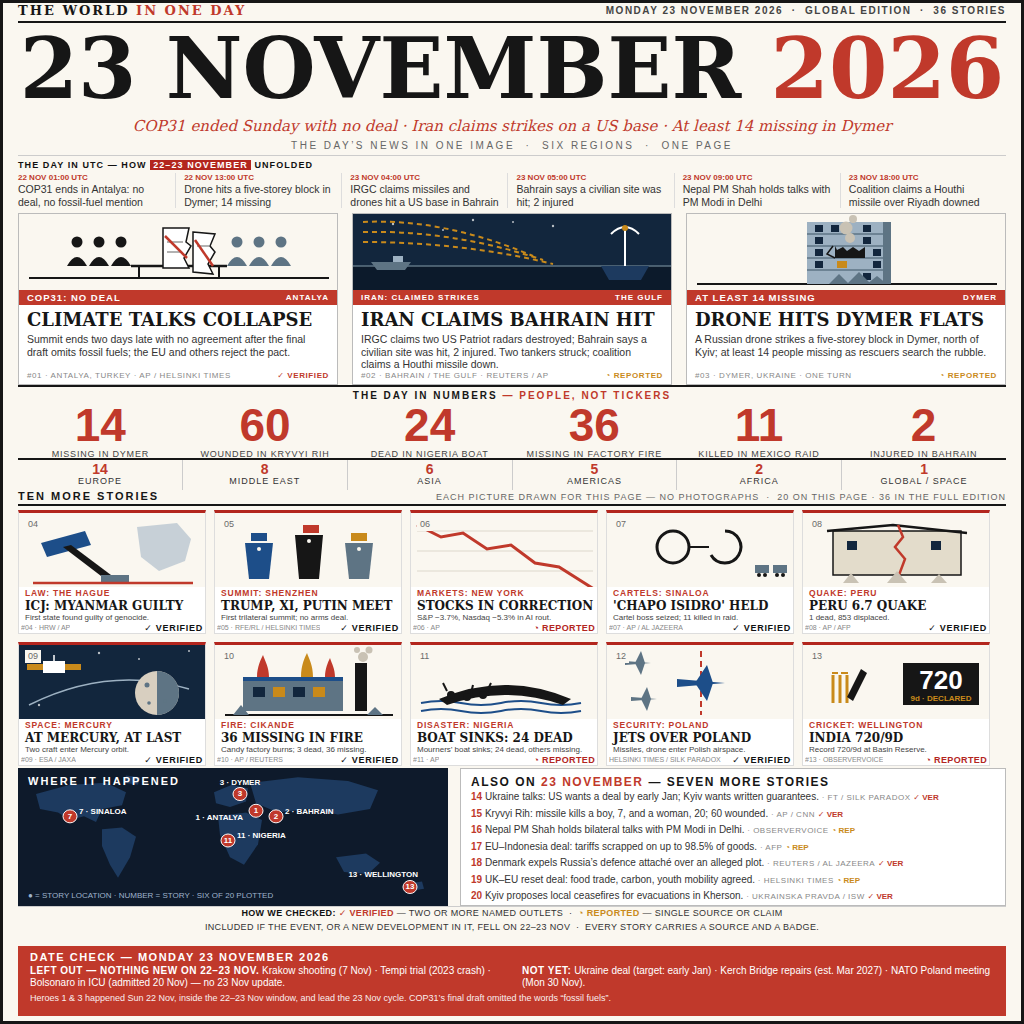 THE WORLD IN ONE DAY
MONDAY 23 NOVEMBER 2026 · GLOBAL EDITION · 36 STORIES
23 NOVEMBER 2026
COP31 ended Sunday with no deal · Iran claims strikes on a US base · At least 14 missing in Dymer
THE DAY'S NEWS IN ONE IMAGE · SIX REGIONS · ONE PAGE
THE DAY IN UTC — HOW 22–23 NOVEMBER UNFOLDED
22 NOV 01:00 UTC
COP31 ends in Antalya: no
deal, no fossil-fuel mention
22 NOV 13:00 UTC
Drone hits a five-storey block in
Dymer; 14 missing
23 NOV 04:00 UTC
IRGC claims missiles and
drones hit a US base in Bahrain
23 NOV 05:00 UTC
Bahrain says a civilian site was
hit; 2 injured
23 NOV 09:00 UTC
Nepal PM Shah holds talks with
PM Modi in Delhi
23 NOV 18:00 UTC
Coalition claims a Houthi
missile over Riyadh downed
COP31: NO DEAL
ANTALYA
CLIMATE TALKS COLLAPSE
Summit ends two days late with no agreement after the final
draft omits fossil fuels; the EU and others reject the pact.
#01 · ANTALYA, TURKEY · AP / HELSINKI TIMES
✓ VERIFIED
IRAN: CLAIMED STRIKES
THE GULF
IRAN CLAIMS BAHRAIN HIT
IRGC claims two US Patriot radars destroyed; Bahrain says a
civilian site was hit, 2 injured. Two tankers struck; coalition
claims a Houthi missile down.
#02 · BAHRAIN / THE GULF · REUTERS / AP
◔ REPORTED
AT LEAST 14 MISSING
DYMER
DRONE HITS DYMER FLATS
A Russian drone strikes a five-storey block in Dymer, north of
Kyiv; at least 14 people missing as rescuers search the rubble.
#03 · DYMER, UKRAINE · ONE TURN
◔ REPORTED
THE DAY IN NUMBERS — PEOPLE, NOT TICKERS
14
MISSING IN DYMER
60
WOUNDED IN KRYVYI RIH
24
DEAD IN NIGERIA BOAT
36
MISSING IN FACTORY FIRE
11
KILLED IN MEXICO RAID
2
INJURED IN BAHRAIN
14
EUROPE
8
MIDDLE EAST
6
ASIA
5
AMERICAS
2
AFRICA
1
GLOBAL / SPACE
TEN MORE STORIES
EACH PICTURE DRAWN FOR THIS PAGE — NO PHOTOGRAPHS · 20 ON THIS PAGE · 36 IN THE FULL EDITION
04
LAW: THE HAGUE
ICJ: MYANMAR GUILTY
First state found guilty of genocide.
#04 · HRW / AP
✓ VERIFIED
05
SUMMIT: SHENZHEN
TRUMP, XI, PUTIN MEET
First trilateral summit; no arms deal.
#05 · RFE/RL / HELSINKI TIMES
✓ VERIFIED
06
MARKETS: NEW YORK
STOCKS IN CORRECTION
S&P −3.7%, Nasdaq −5.3% in AI rout.
#06 · AP
◔ REPORTED
07
CARTELS: SINALOA
'CHAPO ISIDRO' HELD
Cartel boss seized; 11 killed in raid.
#07 · AP / AL JAZEERA
✓ VERIFIED
08
QUAKE: PERU
PERU 6.7 QUAKE
1 dead, 853 displaced.
#08 · AP / AFP
✓ VERIFIED
09
SPACE: MERCURY
AT MERCURY, AT LAST
Two craft enter Mercury orbit.
#09 · ESA / JAXA
✓ VERIFIED
10
FIRE: CIKANDE
36 MISSING IN FIRE
Candy factory burns; 3 dead, 36 missing.
#10 · AP / REUTERS
✓ VERIFIED
11
DISASTER: NIGERIA
BOAT SINKS: 24 DEAD
Mourners' boat sinks; 24 dead, others missing.
#11 · AP
◔ REPORTED
12
SECURITY: POLAND
JETS OVER POLAND
Missiles, drone enter Polish airspace.
HELSINKI TIMES / SILK PARADOX
✓ VERIFIED
13
720
9d · DECLARED
CRICKET: WELLINGTON
INDIA 720/9D
Record 720/9d at Basin Reserve.
#13 · OBSERVERVOICE
◔ REPORTED
WHERE IT HAPPENED
3 · DYMER
3
7
7 · SINALOA
1 · ANTALYA
1
2
2 · BAHRAIN
11
11 · NIGERIA
13 · WELLINGTON
13
● = STORY LOCATION · NUMBER = STORY · SIX OF 20 PLOTTED
ALSO ON 23 NOVEMBER — SEVEN MORE STORIES
14 Ukraine talks: US wants a deal by early Jan; Kyiv wants written guarantees. · FT / SILK PARADOX ✓ VER
15 Kryvyi Rih: missile kills a boy, 7, and a woman, 20; 60 wounded. · AP / CNN ✓ VER
16 Nepal PM Shah holds bilateral talks with PM Modi in Delhi. · OBSERVERVOICE ◔ REP
17 EU–Indonesia deal: tariffs scrapped on up to 98.5% of goods. · AFP ◔ REP
18 Denmark expels Russia's defence attaché over an alleged plot. · REUTERS / AL JAZEERA ✓ VER
19 UK–EU reset deal: food trade, carbon, youth mobility agreed. · HELSINKI TIMES ◔ REP
20 Kyiv proposes local ceasefires for evacuations in Kherson. · UKRAINSKA PRAVDA / ISW ✓ VER
HOW WE CHECKED: ✓ VERIFIED — TWO OR MORE NAMED OUTLETS · ◔ REPORTED — SINGLE SOURCE OR CLAIM
INCLUDED IF THE EVENT, OR A NEW DEVELOPMENT IN IT, FELL ON 22–23 NOV · EVERY STORY CARRIES A SOURCE AND A BADGE.
DATE CHECK — MONDAY 23 NOVEMBER 2026
LEFT OUT — NOTHING NEW ON 22–23 NOV. Krakow shooting (7 Nov) · Tempi trial (2023 crash) ·
Bolsonaro in ICU (admitted 20 Nov) — no 23 Nov update.
NOT YET: Ukraine deal (target: early Jan) · Kerch Bridge repairs (est. Mar 2027) · NATO Poland meeting
(Mon 30 Nov).
Heroes 1 & 3 happened Sun 22 Nov, inside the 22–23 Nov window, and lead the 23 Nov cycle. COP31's final draft omitted the words “fossil fuels”.